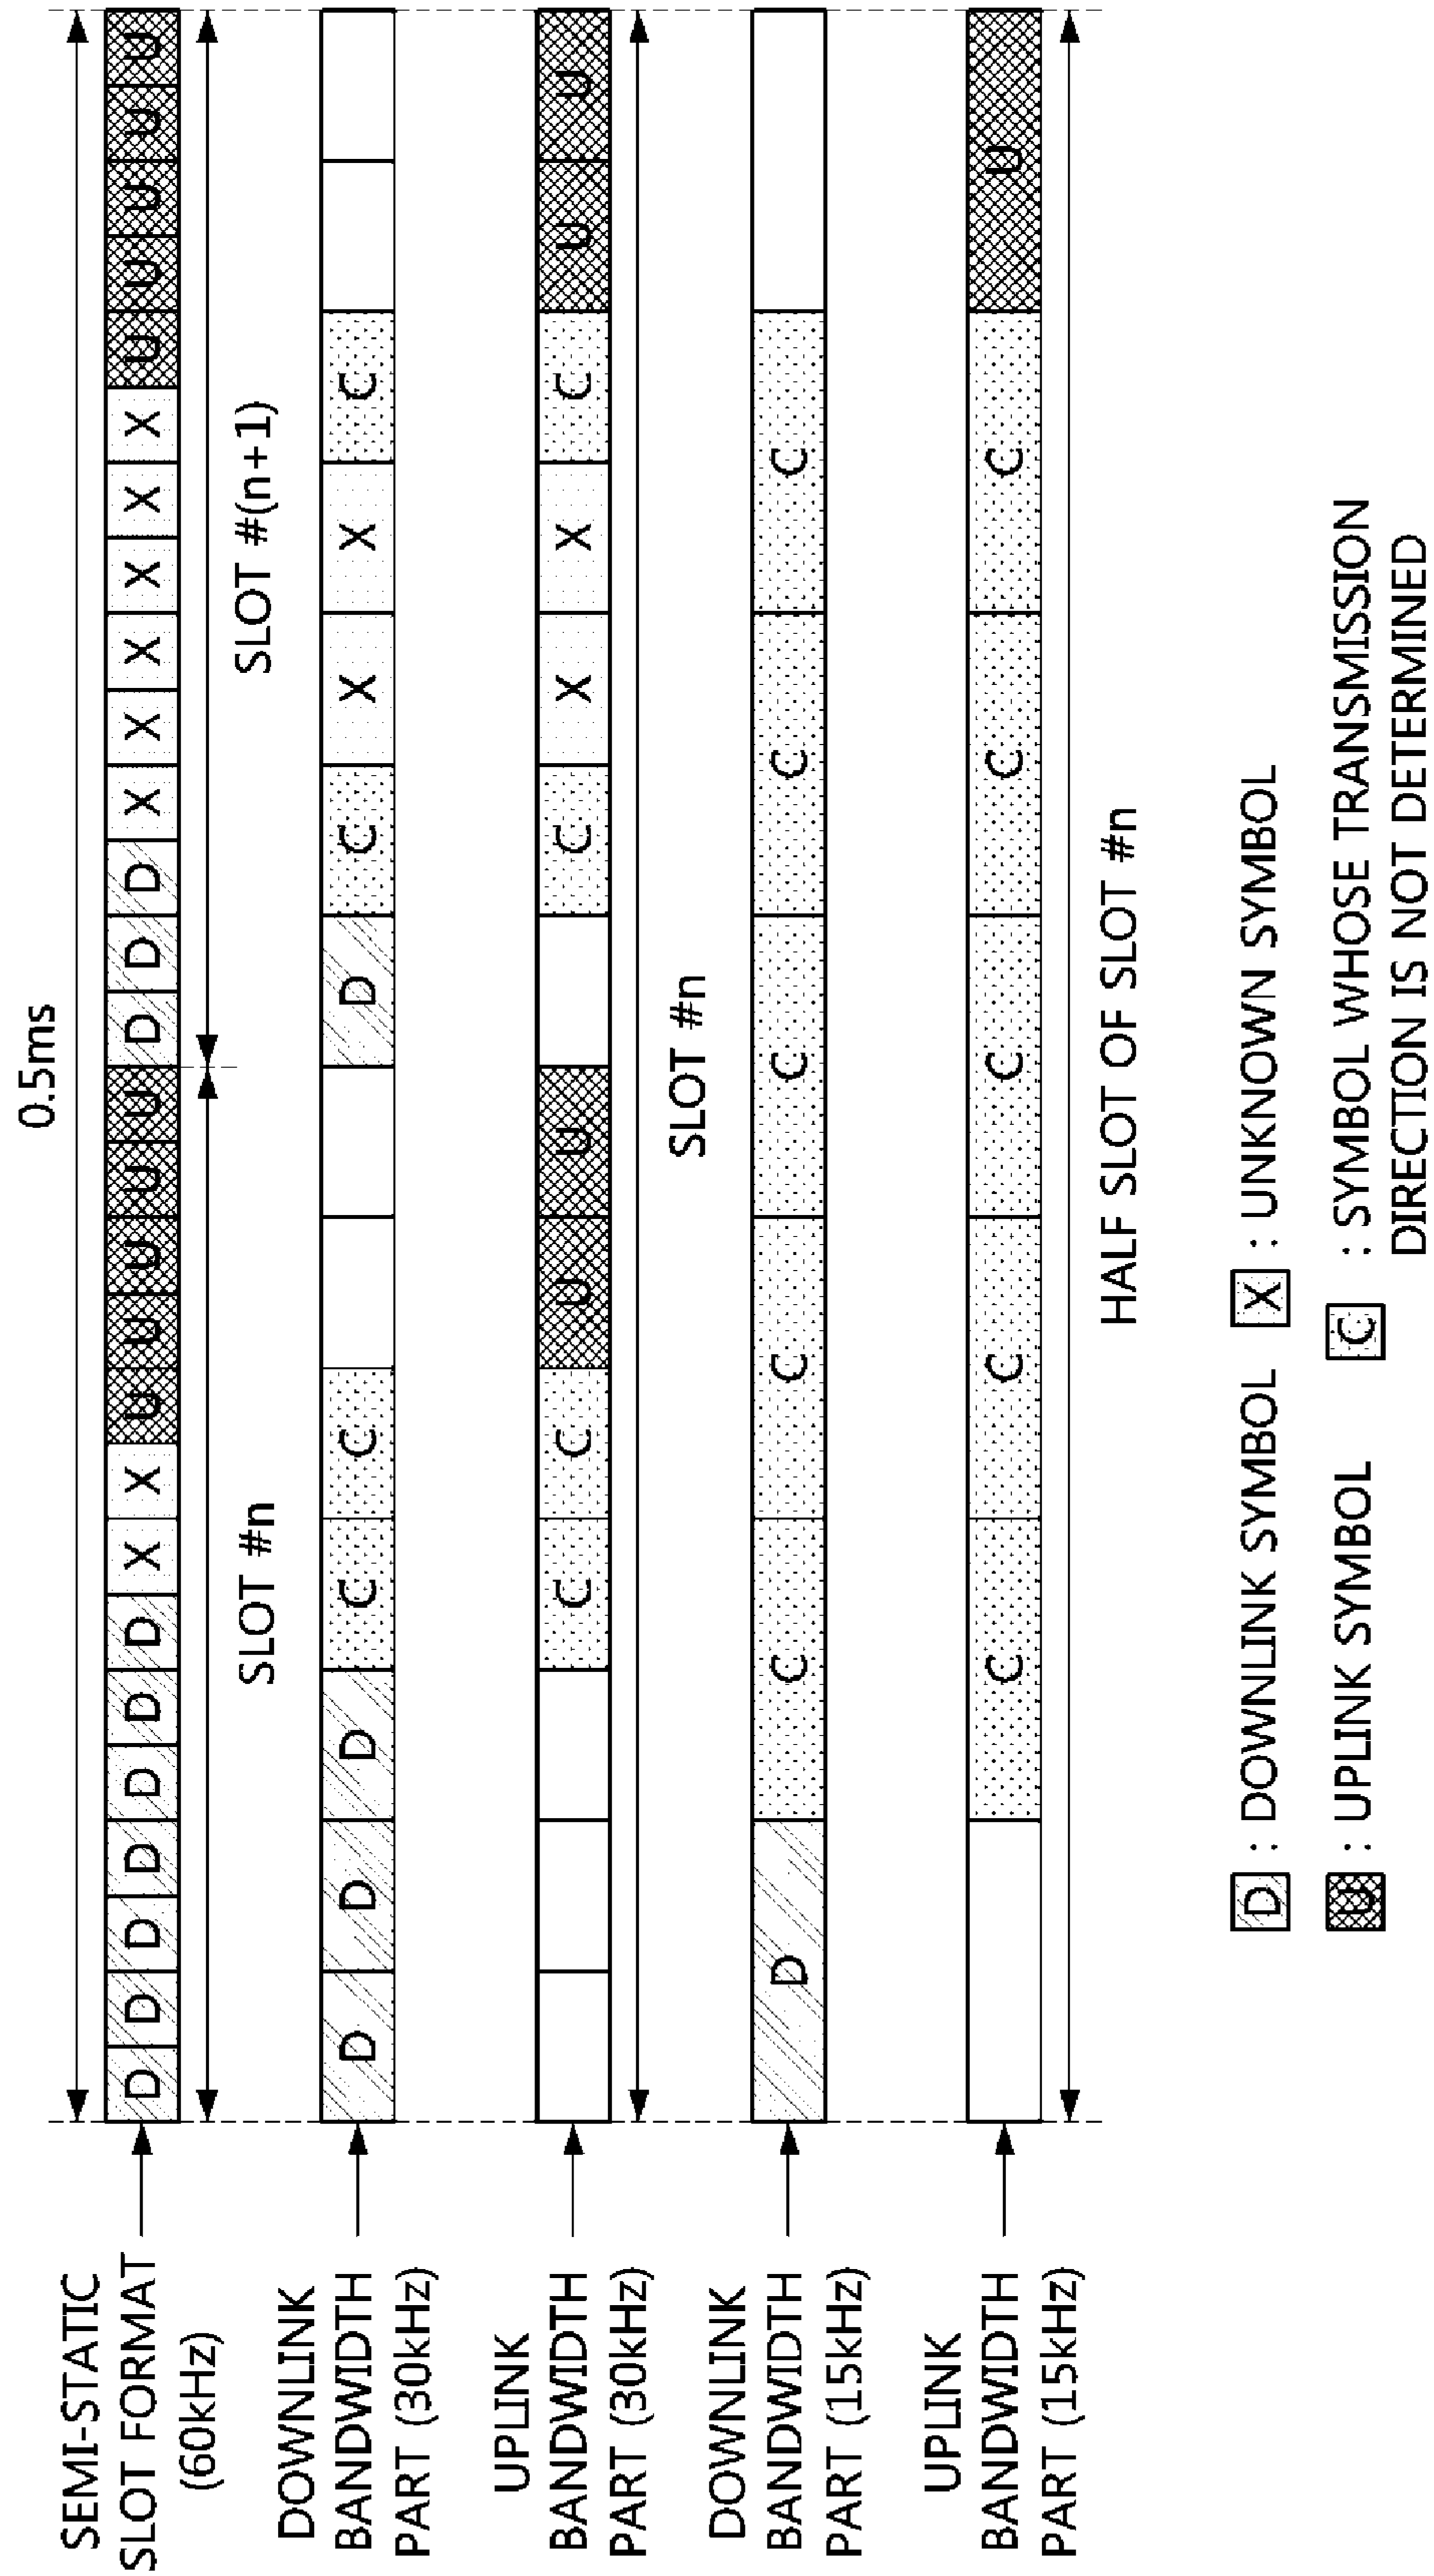 0.5ms
SEMI-STATIC
SLOT FORMAT
(60kHz)
D D D D D D D X X U U U U U D D D X X X X X X U U U U U
SLOT #n
SLOT #(n+1)
DOWNLINK
BANDWIDTH
PART (30kHz)
D D D C C D C X X C
UPLINK
BANDWIDTH
PART (30kHz)
C C U U C X X C U U
SLOT #n
DOWNLINK
BANDWIDTH
PART (15kHz)
D C C C C C
UPLINK
BANDWIDTH
PART (15kHz)
C C C C C U
HALF SLOT OF SLOT #n
D : DOWNLINK SYMBOL
X : UNKNOWN SYMBOL
U : UPLINK SYMBOL
C : SYMBOL WHOSE TRANSMISSION
DIRECTION IS NOT DETERMINED